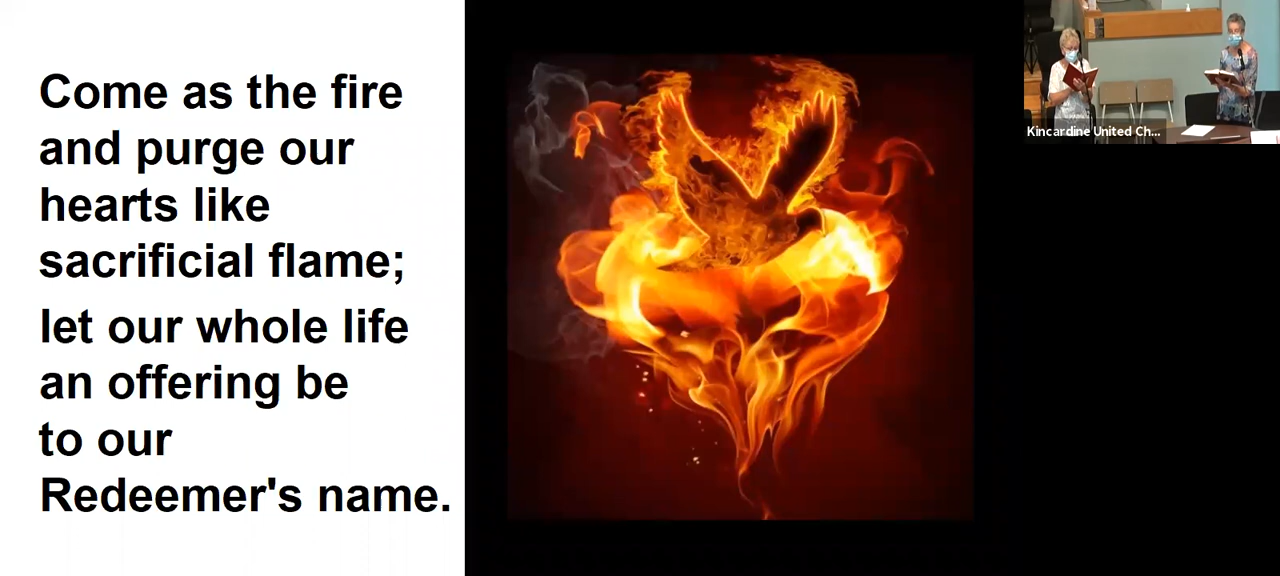 Come as the fire
and purge our
hearts like
sacrificial flame;
let our whole life
an offering be
to our
Redeemer's name.
Kincardine United Ch...